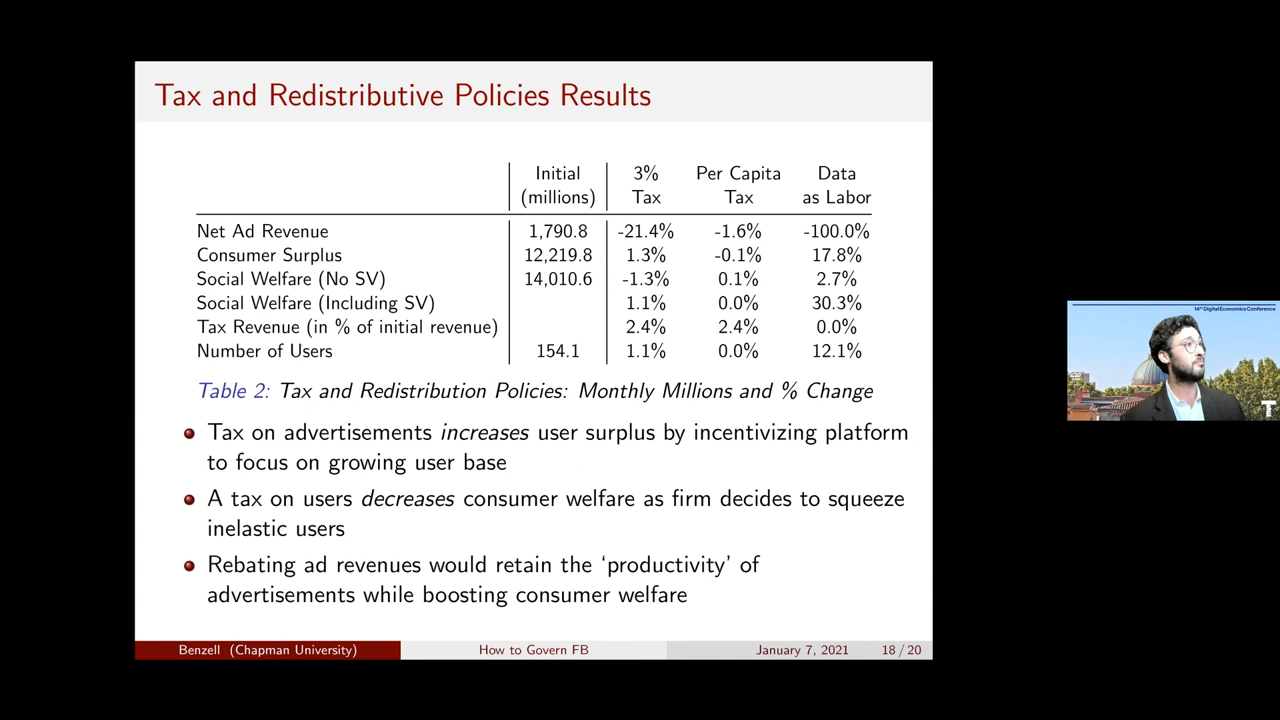 Tax and Redistributive Policies Results
Initial 3% Per Capita Data
(millions) Tax Tax as Labor
Net Ad Revenue 1,790.8 -21.4% -1.6% -100.0%
Consumer Surplus 12,219.8 1.3% -0.1% 17.8%
Social Welfare (No SV) 14,010.6 -1.3% 0.1% 2.7%
Social Welfare (Including SV) 1.1% 0.0% 30.3%
Tax Revenue (in % of initial revenue) 2.4% 2.4% 0.0%
Number of Users 154.1 1.1% 0.0% 12.1%
Table 2: Tax and Redistribution Policies: Monthly Millions and % Change
Tax on advertisements increases user surplus by incentivizing platform
to focus on growing user base
A tax on users decreases consumer welfare as firm decides to squeeze
inelastic users
Rebating ad revenues would retain the ‘productivity’ of
advertisements while boosting consumer welfare
Benzell (Chapman University) How to Govern FB January 7, 2021 18 / 20
14th Digital Economics Conference
T